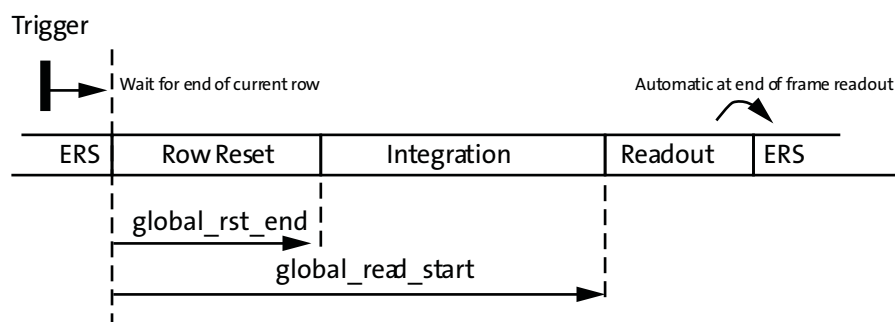 Trigger
Wait for end of current row
Automatic at end of frame readout
ERS Row Reset Integration Readout ERS
global_rst_end
global_read_start